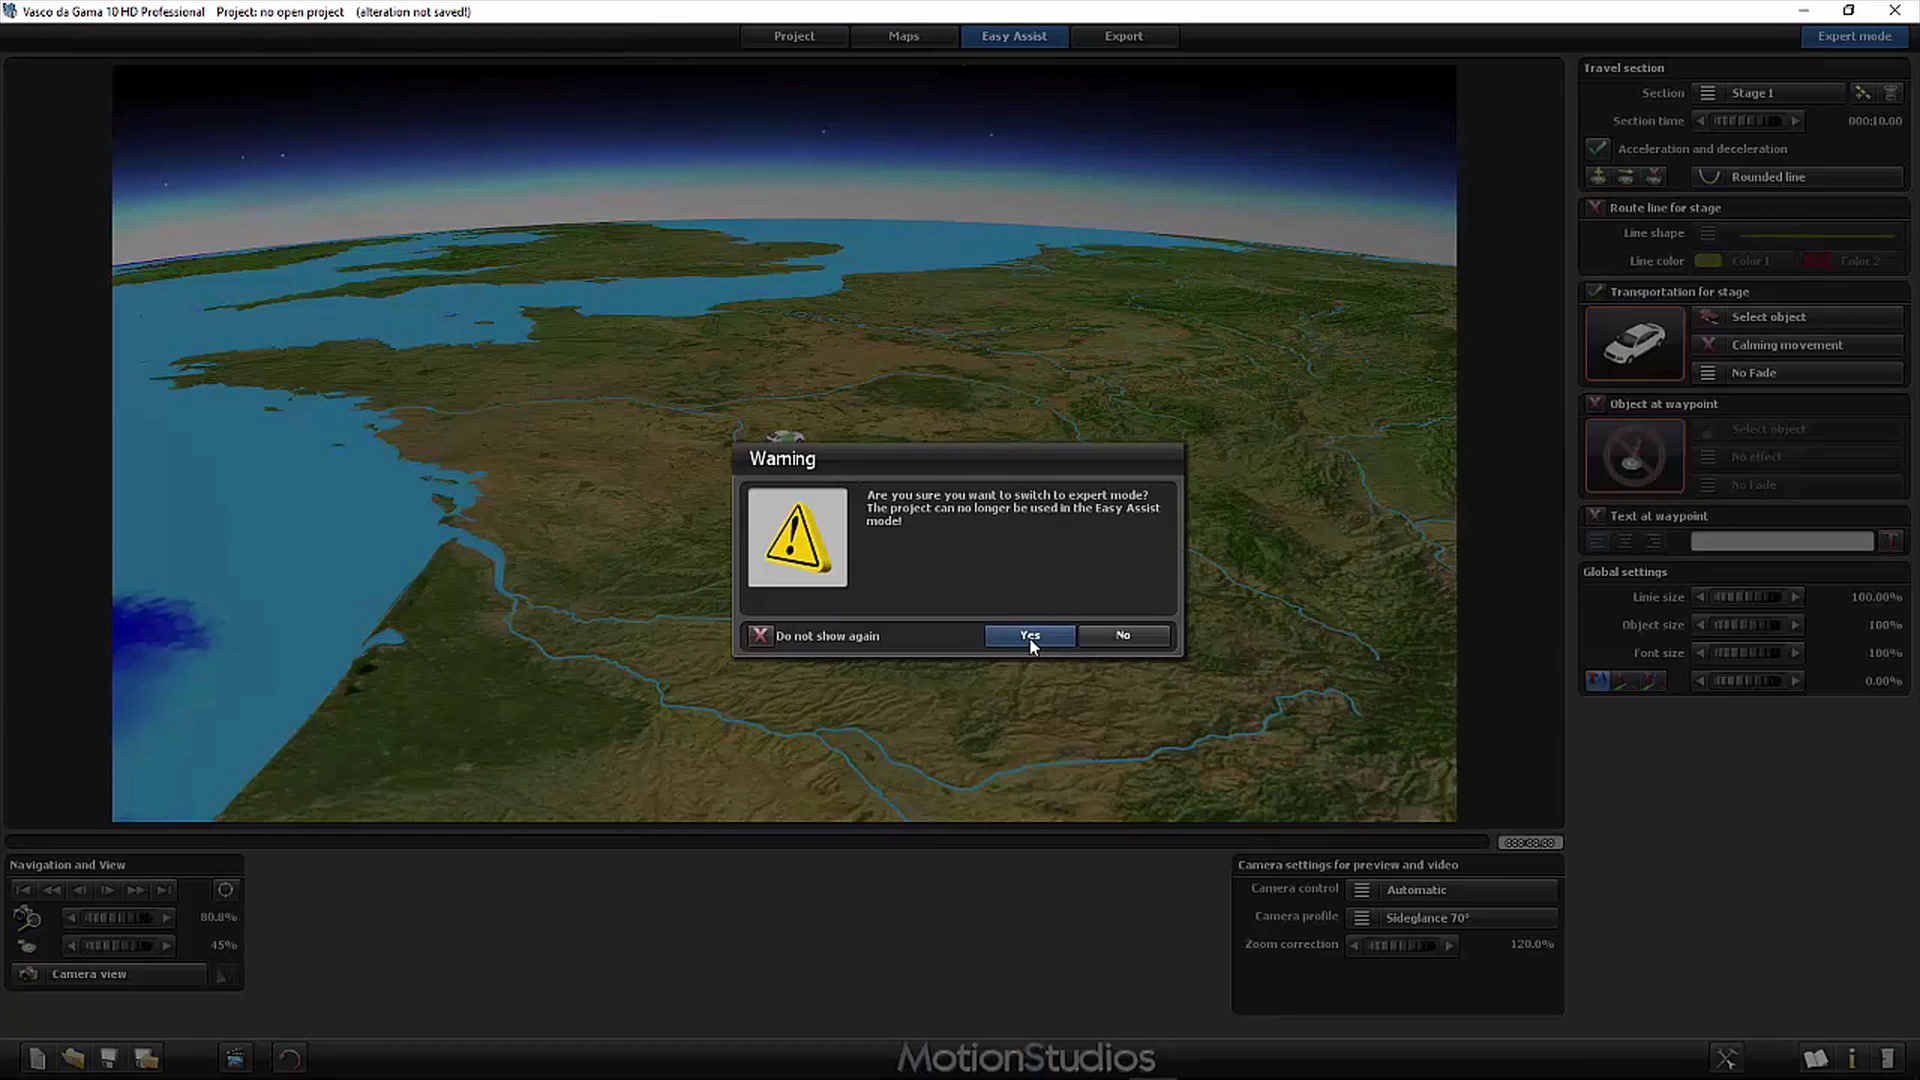 Vasco da Gama 10 HD Professional Project: no open project (alteration not saved!)
Project Maps Easy Assist Export Expert mode
Travel section
Section Stage 1
Section time 000:10.00
Acceleration and deceleration
Rounded line
Route line for stage
Line shape
Line color Color 1 Color 2
Transportation for stage
Select object
Calming movement
No Fade
Object at waypoint
Select object
No effect
No Fade
Text at waypoint
Global settings
Linie size 100.00%
Object size 100%
Font size 100%
0.00%
Warning
Are you sure you want to switch to expert mode?
The project can no longer be used in the Easy Assist
mode!
Do not show again Yes No
00:00:00:00
Navigation and View
80.8%
45%
Camera view
Camera settings for preview and video
Camera control Automatic
Camera profile Sideglance 70°
Zoom correction 120.0%
MotionStudios